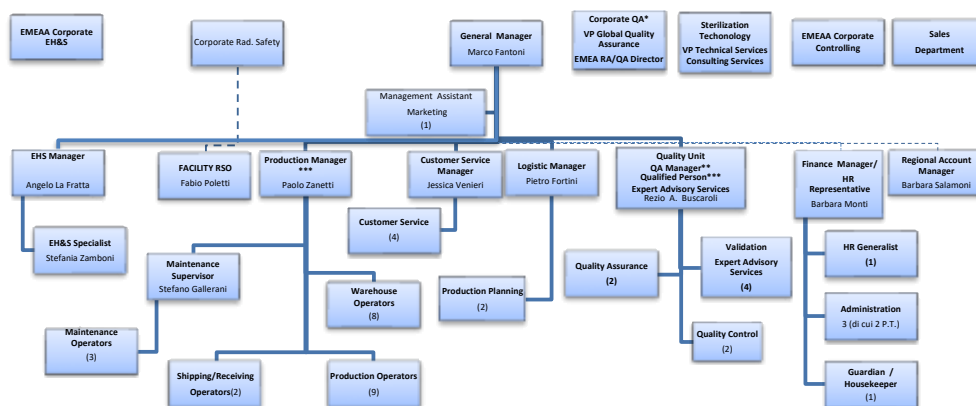 EMEAA Corporate
EH&S
Corporate Rad. Safety
General Manager
Marco Fantoni
Corporate QA*
VP Global Quality
Assurance
EMEA RA/QA Director
Sterilization
Techonology
VP Technical Services
Consulting Services
EMEAA Corporate
Controlling
Sales
Department
Management Assistant
Marketing
(1)
EHS Manager
Angelo La Fratta
FACILITY RSO
Fabio Poletti
Production Manager
***
Paolo Zanetti
Customer Service
Manager
Jessica Venieri
Logistic Manager
Pietro Fortini
Quality Unit
QA Manager**
Qualified Person***
Expert Advisory Services
Rezio A. Buscaroli
Finance Manager/
HR
Representative
Barbara Monti
Regional Account
Manager
Barbara Salamoni
Customer Service
(4)
EH&S Specialist
Stefania Zamboni
Maintenance
Supervisor
Stefano Gallerani
Warehouse
Operators
(8)
Production Planning
(2)
Quality Assurance
(2)
Validation
Expert Advisory
Services
(4)
HR Generalist
(1)
Maintenance
Operators
(3)
Quality Control
(2)
Administration
3 (di cui 2 P.T.)
Shipping/Receiving
Operators(2)
Production Operators
(9)
Guardian /
Housekeeper
(1)